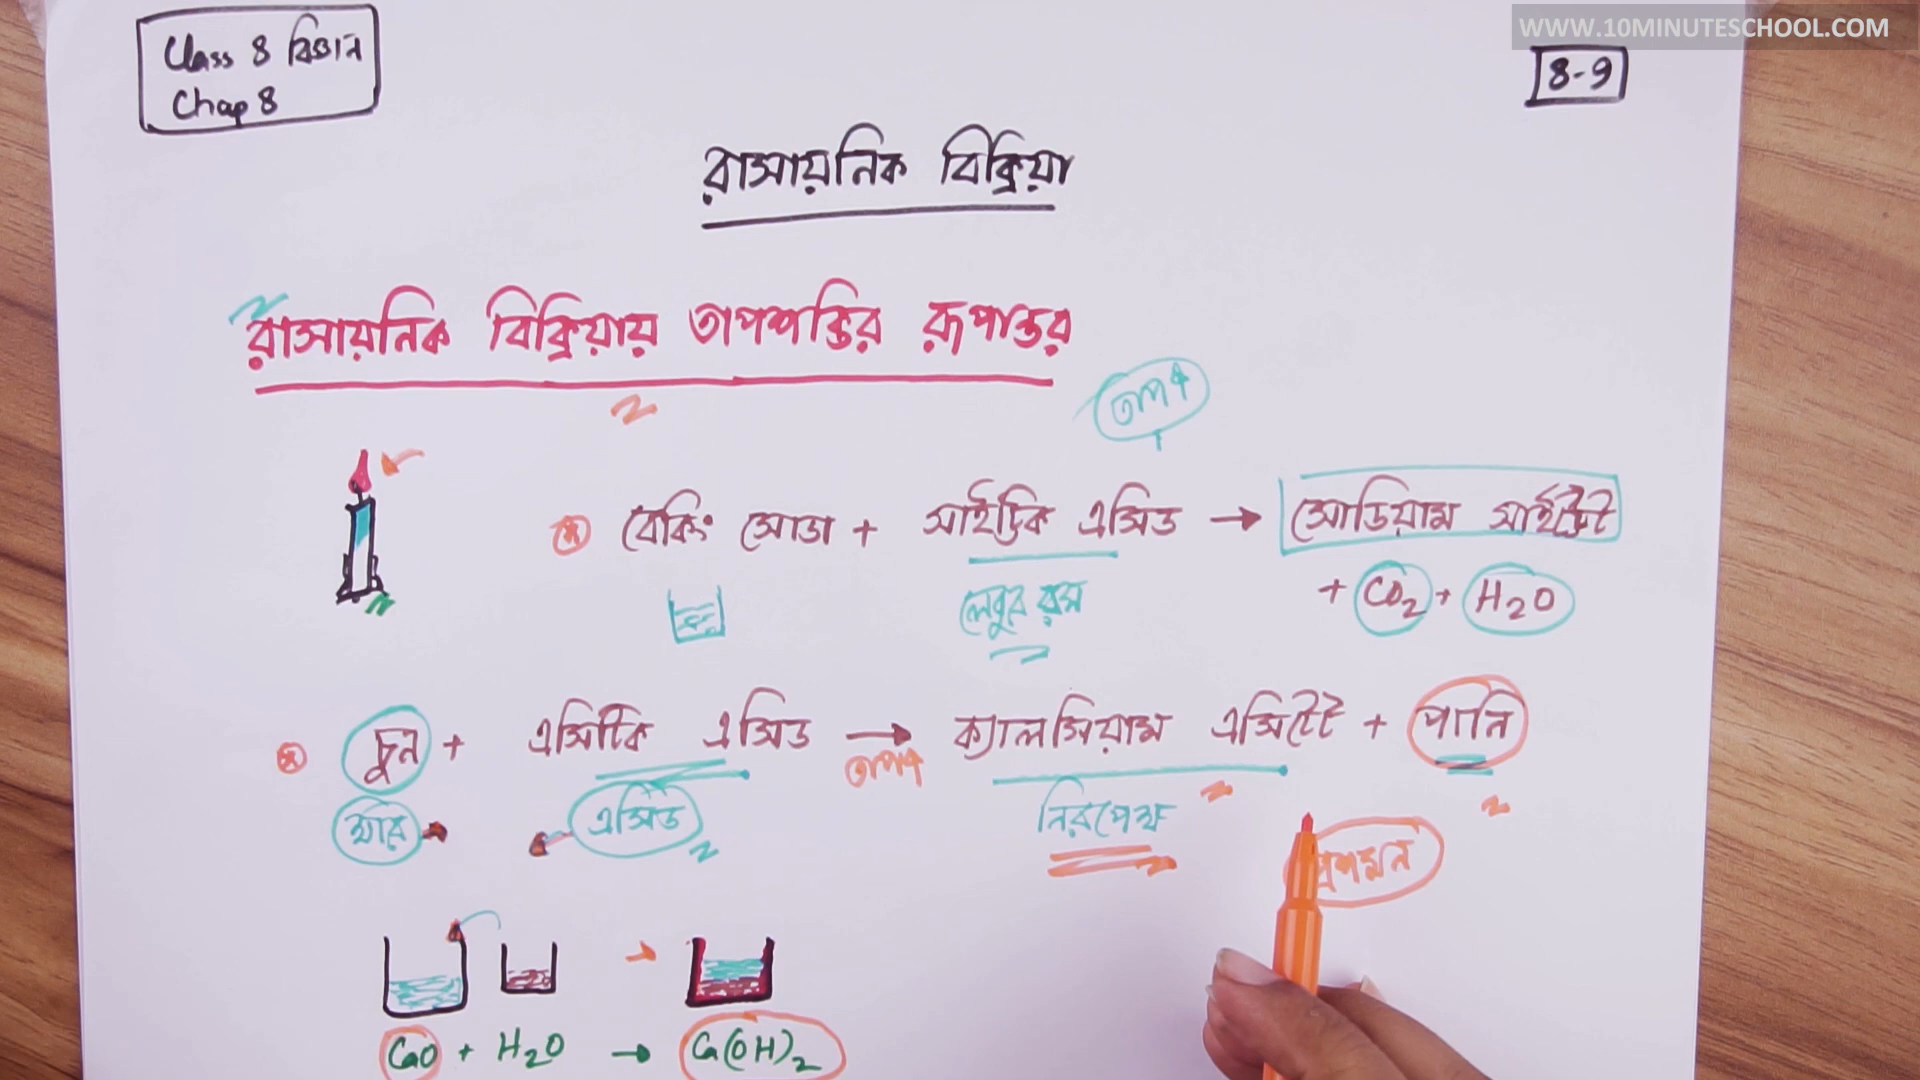 WWW.10MINUTESCHOOL.COM
Class 8 বিজ্ঞান
Chap 8
8-9
রাসায়নিক বিক্রিয়া
রাসায়নিক বিক্রিয়ায় তাপশক্তির রূপান্তর
তাপ
বেকিং সোডা + সাইট্রিক এসিড → সোডিয়াম সাইট্রেট
লেবুর রস
+ CO₂ + H₂O
চুন + এসিটিক এসিড → ক্যালসিয়াম এসিটেট + পানি
তাপ
ক্ষার এসিড নিরপেক্ষ প্রশমন
CaO + H₂O → Ca(OH)₂